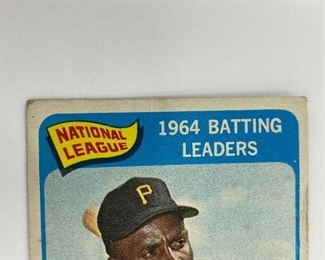 NATIONAL
LEAGUE
1964 BATTING
LEADERS
P